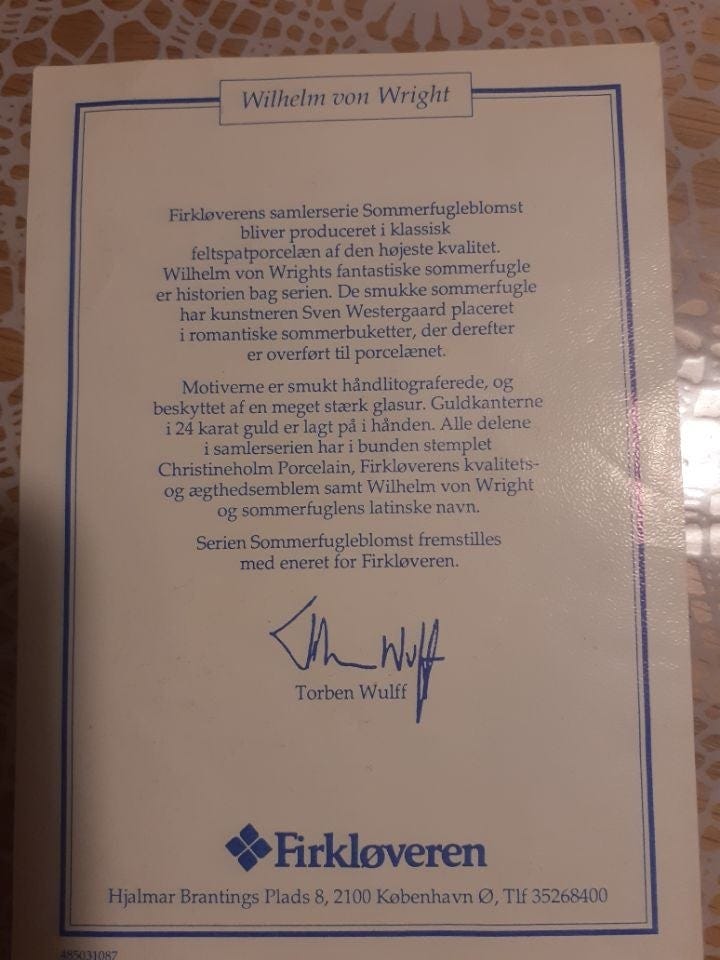 Wilhelm von Wright
Firkløverens samlerserie Sommerfugleblomst
bliver produceret i klassisk
feltspatporcelæn af den højeste kvalitet.
Wilhelm von Wrights fantastiske sommerfugle
er historien bag serien. De smukke sommerfugle
har kunstneren Sven Westergaard placeret
i romantiske sommerbuketter, der derefter
er overført til porcelænet.
Motiverne er smukt håndlitograferede, og
beskyttet af en meget stærk glasur. Guldkanterne
i 24 karat guld er lagt på i hånden. Alle delene
i samlerserien har i bunden stemplet
Christineholm Porcelain, Firkløverens kvalitets-
og ægthedsemblem samt Wilhelm von Wright
og sommerfuglens latinske navn.
Serien Sommerfugleblomst fremstilles
med eneret for Firkløveren.
Torben Wulff
Firkløveren
Hjalmar Brantings Plads 8, 2100 København Ø, Tlf 35268400
485031087